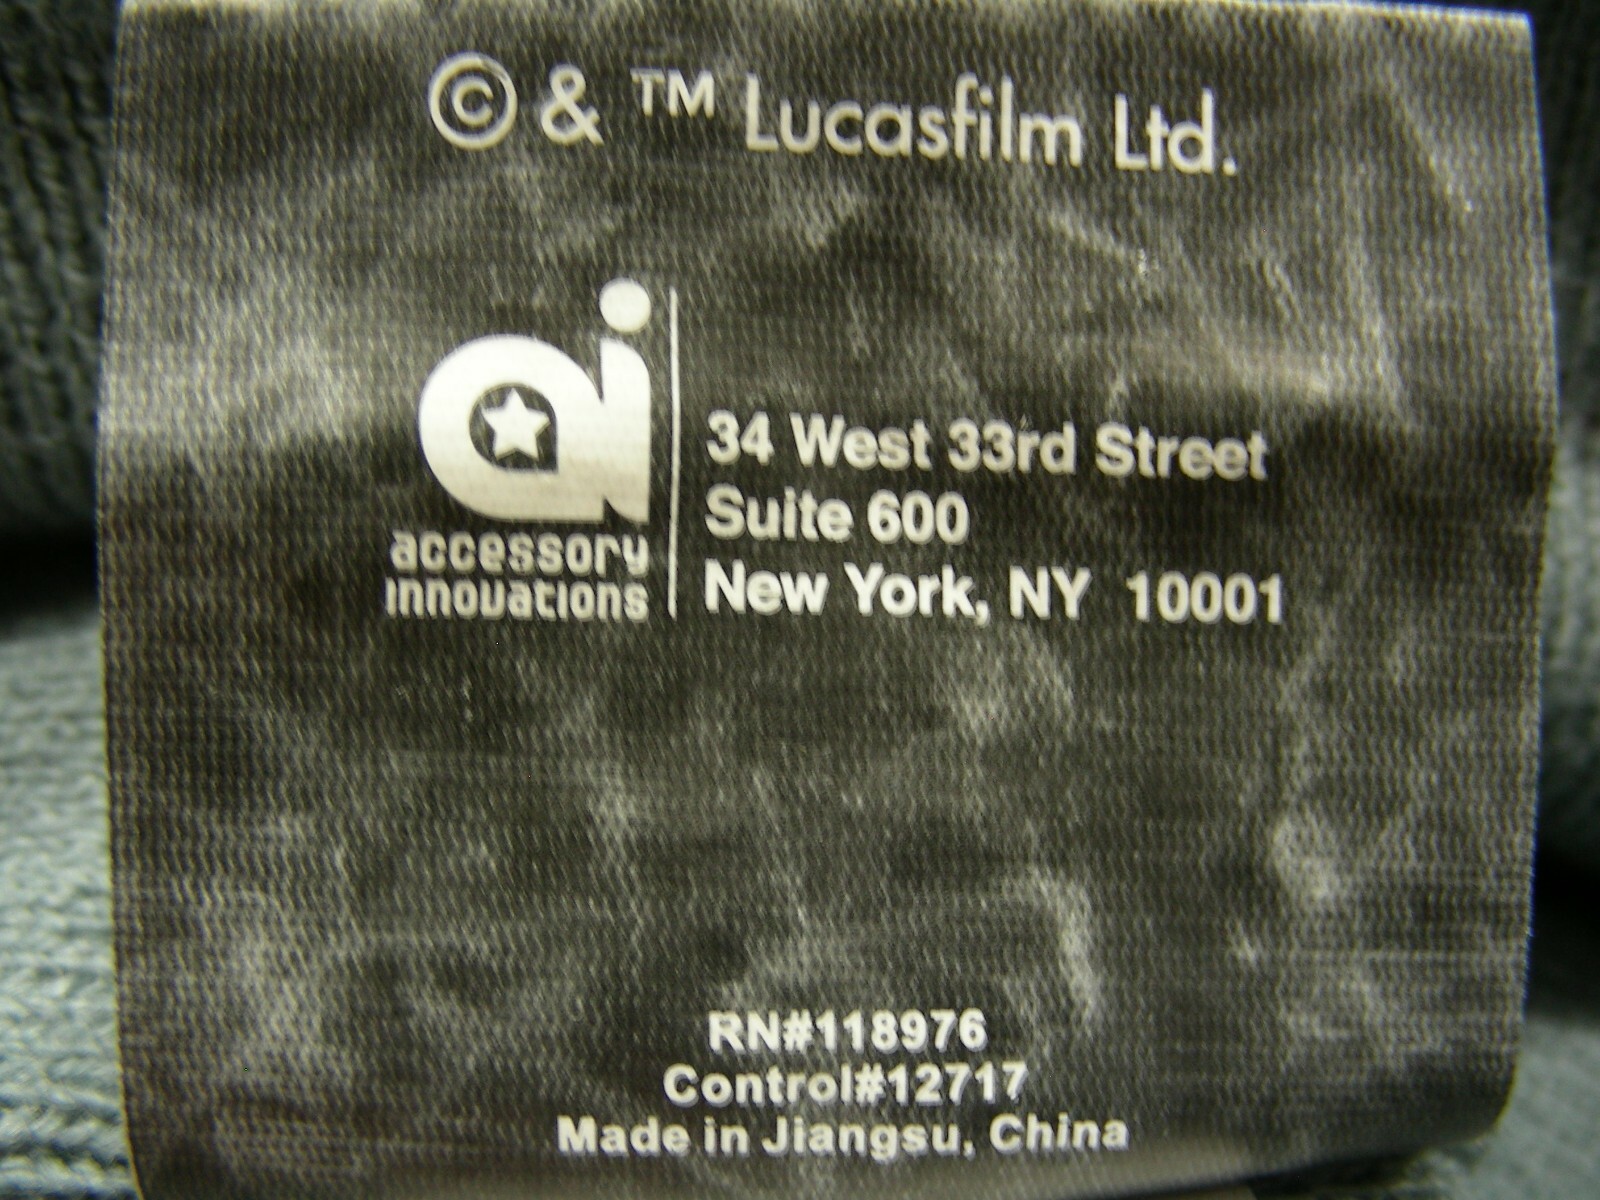 © & ™ Lucasfilm Ltd.
ai
accessory
innovations
34 West 33rd Street
Suite 600
New York, NY 10001
RN#118976
Control#12717
Made in Jiangsu, China